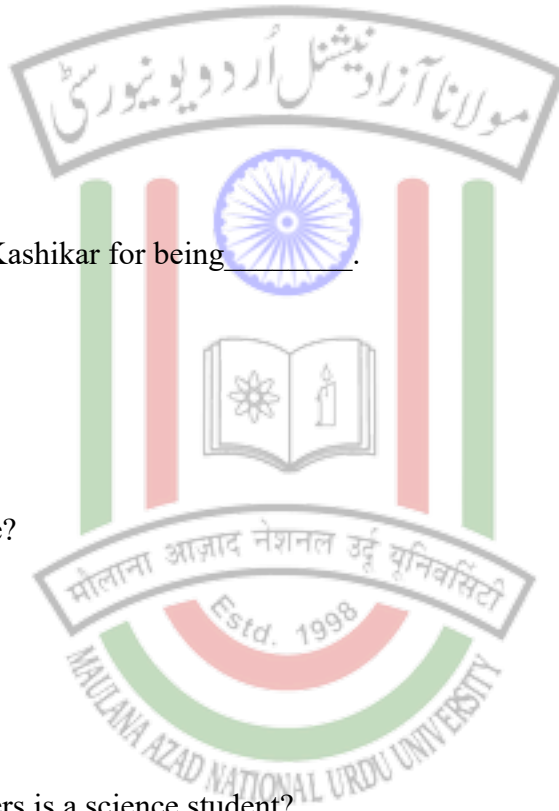 مولانا آزاد نیشنل اُردو یونیورسٹی
Kashikar for being________.
e?
मौलाना आज़ाद नेशनल उर्दू यूनिवर्सिटी
Estd. 1998
MAULANA AZAD NATIONAL URDU UNIVERSITY
ers is a science student?